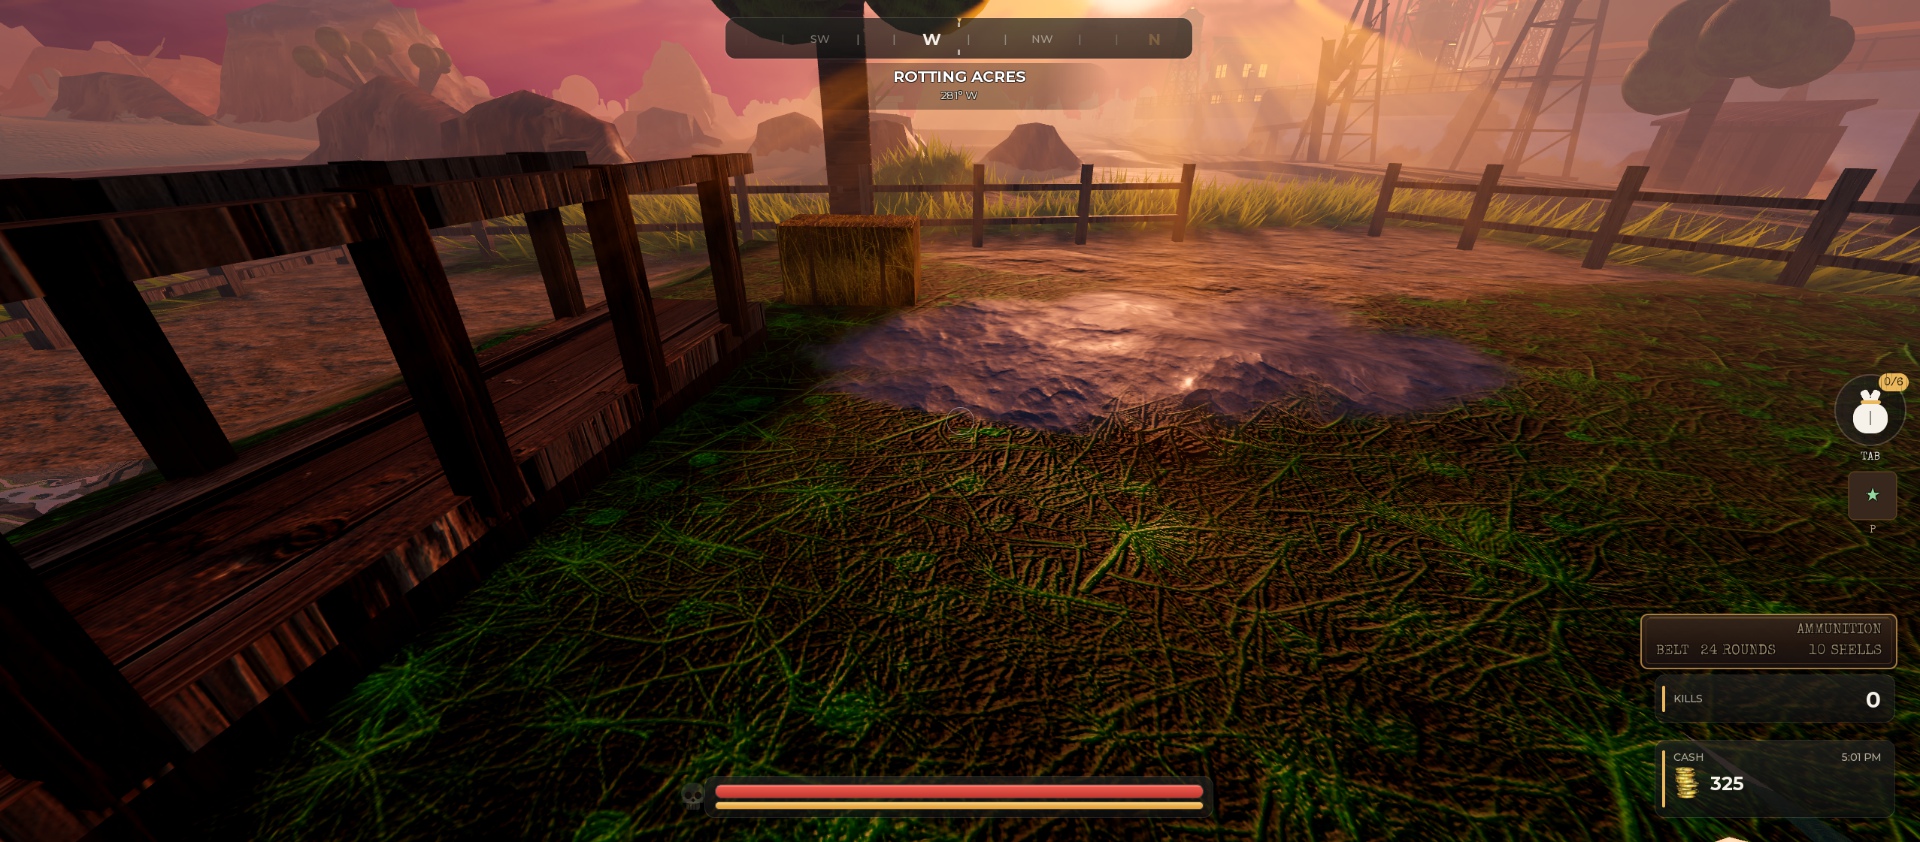 SW W NW N
ROTTING ACRES
281° W
0/6
TAB
P
AMMUNITION
BELT 24 ROUNDS 10 SHELLS
KILLS 0
CASH 5:01 PM
325